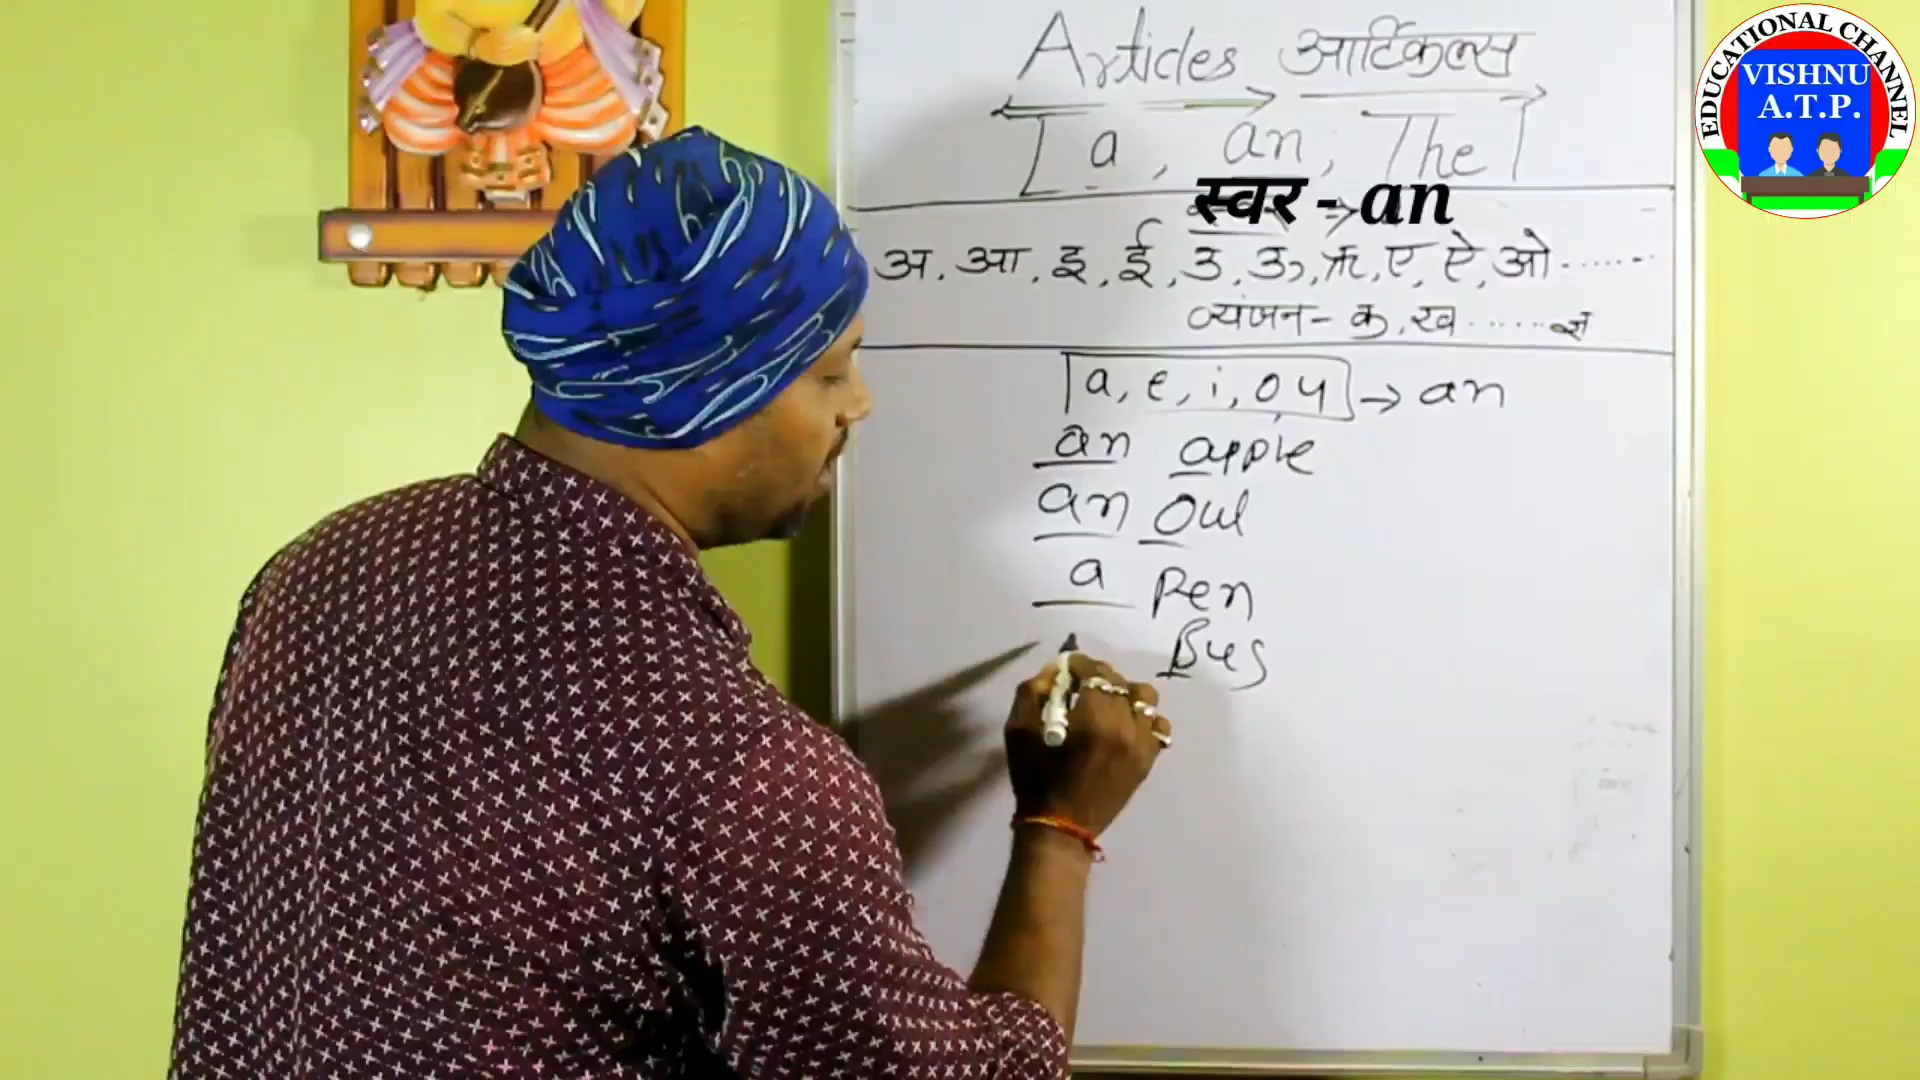 Articles आर्टिकल्स
a, an, The
स्वर - an
अ, आ, इ, ई, उ, ऊ, ऋ, ए, ऐ, ओ.......
व्यंजन - क, ख ...... ज्ञ
a, e, i, o u → an
an apple
an Owl
a Pen
Bus
EDUCATIONAL CHANNEL
VISHNU
A.T.P.